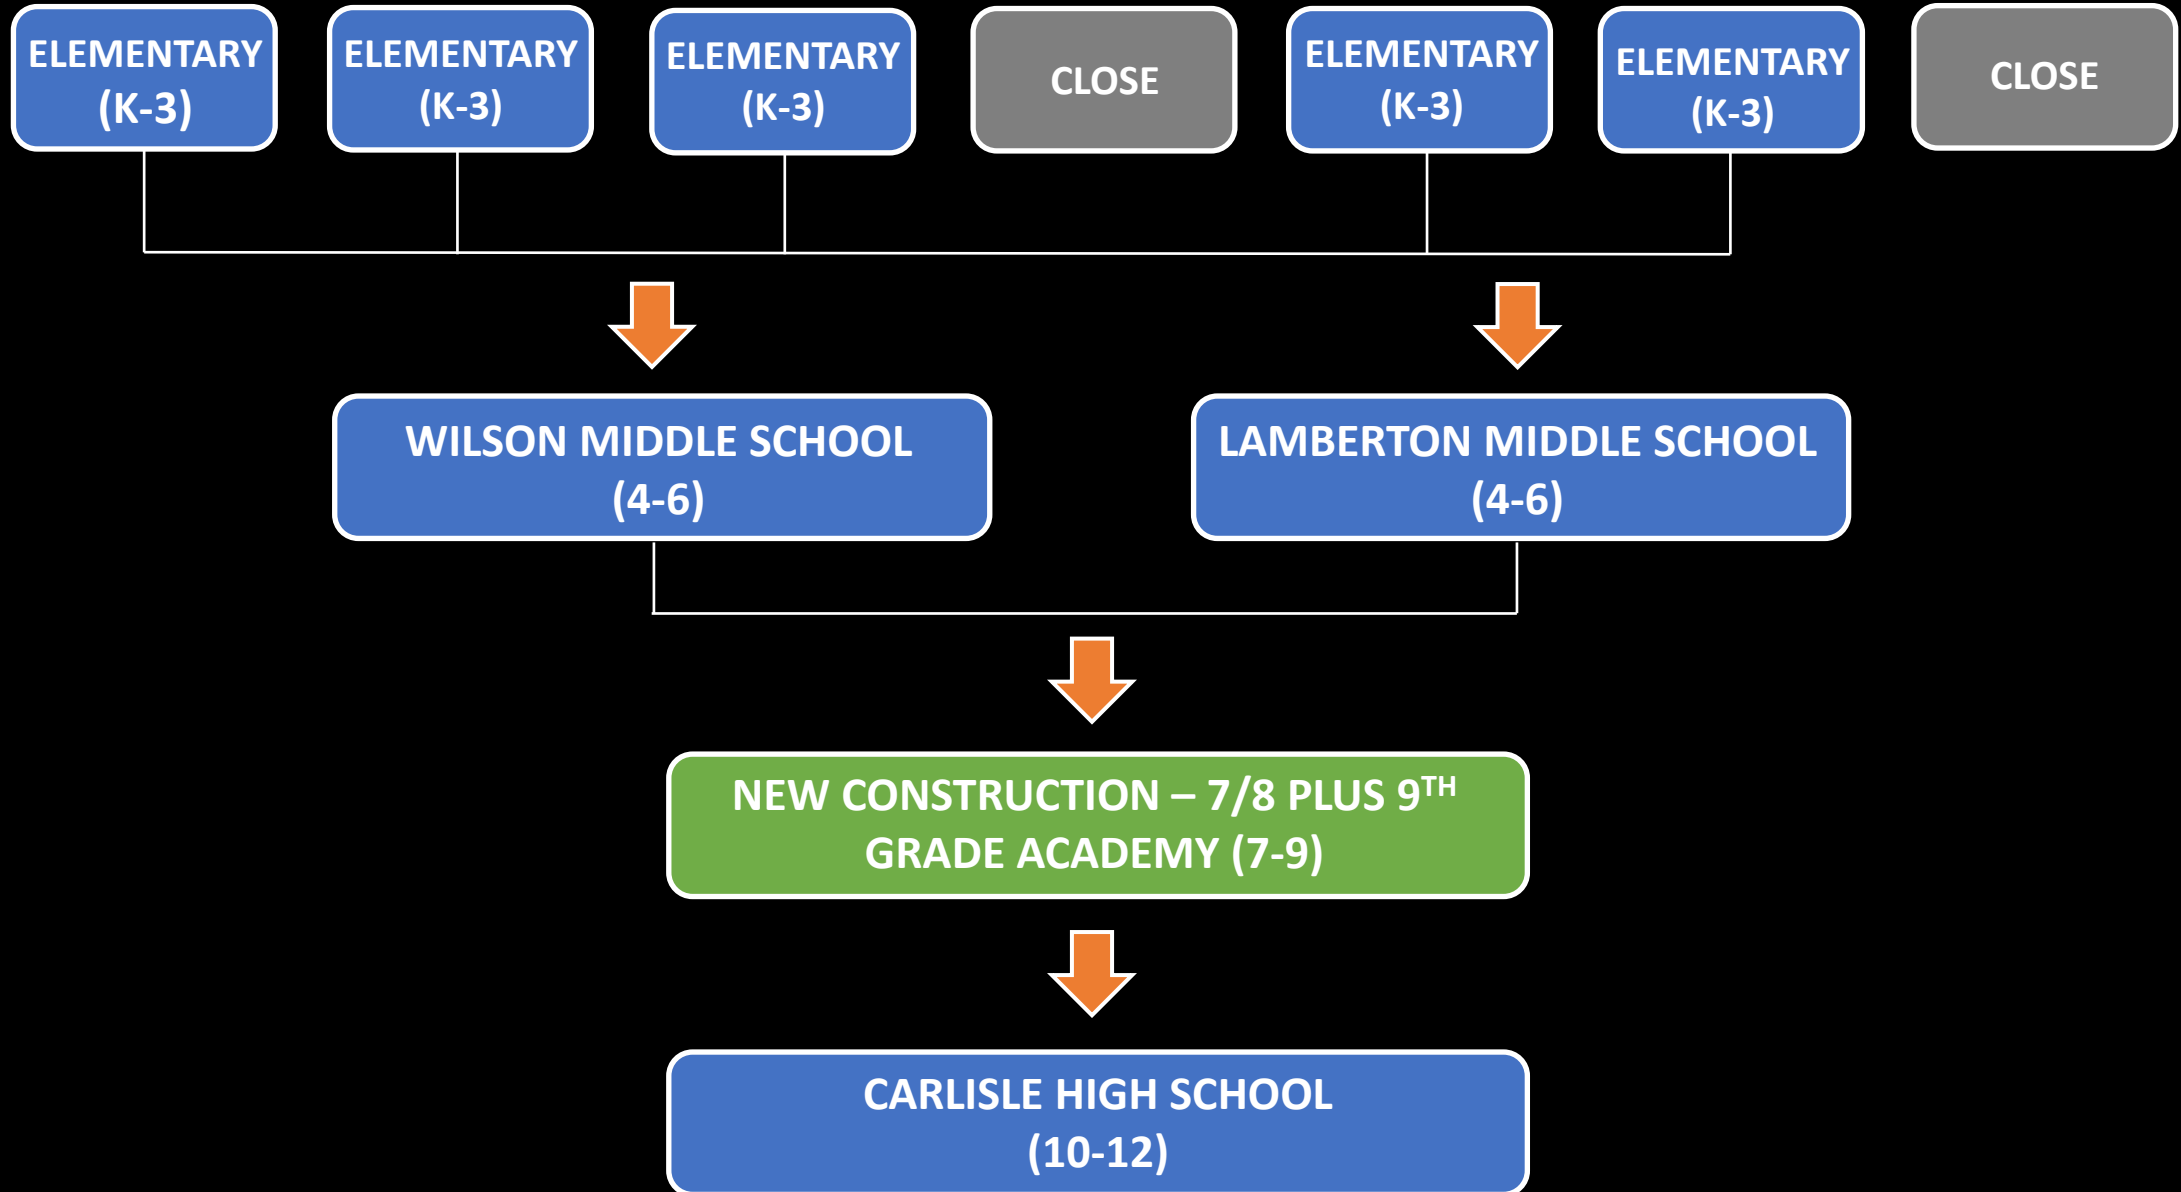 ELEMENTARY
(K-3)
ELEMENTARY
(K-3)
ELEMENTARY
(K-3)
CLOSE
ELEMENTARY
(K-3)
ELEMENTARY
(K-3)
CLOSE
WILSON MIDDLE SCHOOL
(4-6)
LAMBERTON MIDDLE SCHOOL
(4-6)
NEW CONSTRUCTION – 7/8 PLUS 9TH
GRADE ACADEMY (7-9)
CARLISLE HIGH SCHOOL
(10-12)